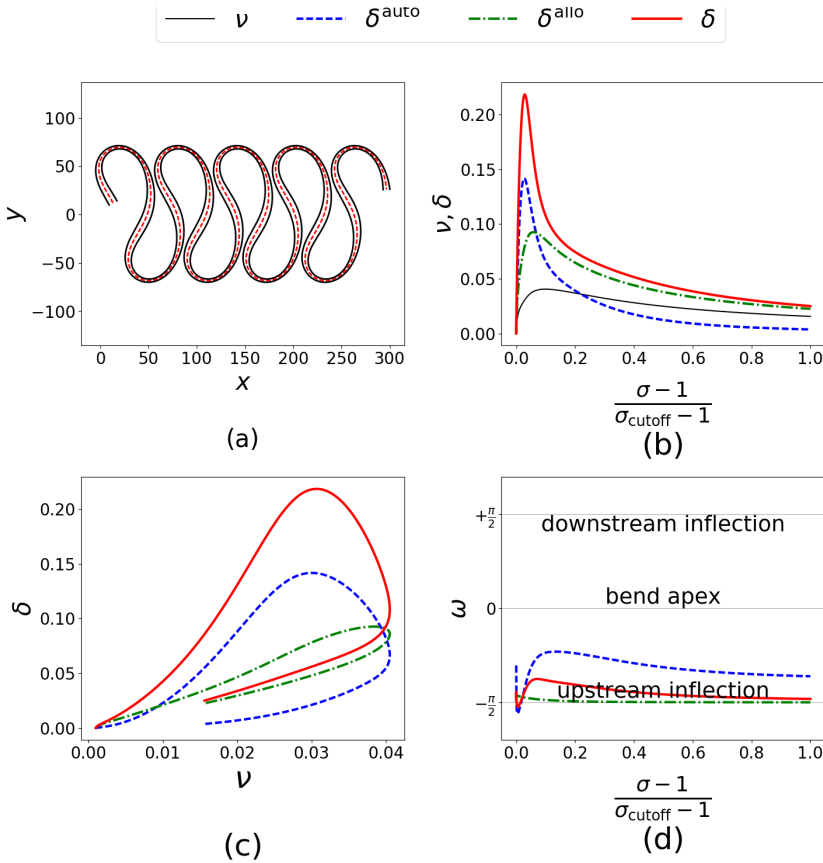 ν δ^auto δ^allo δ
100
50
0
−50
−100
y
0 50 100 150 200 250 300
x
(a)
0.20
0.15
0.10
0.05
0.00
ν, δ
0.0 0.2 0.4 0.6 0.8 1.0
σ − 1
σ_cutoff − 1
(b)
0.20
0.15
0.10
0.05
0.00
δ
0.00 0.01 0.02 0.03 0.04
ν
(c)
+π/2
downstream inflection
bend apex
0
ω
upstream inflection
−π/2
0.0 0.2 0.4 0.6 0.8 1.0
σ − 1
σ_cutoff − 1
(d)